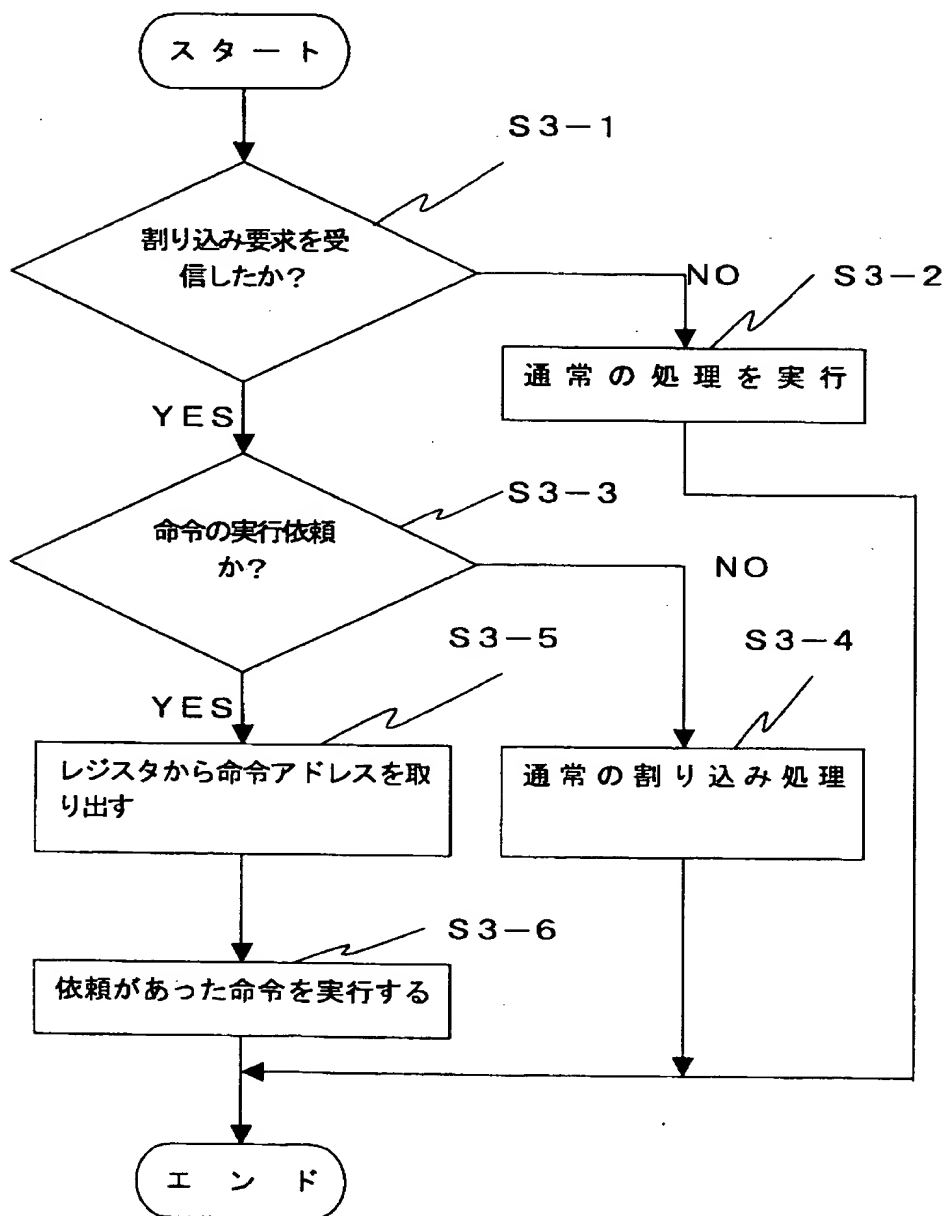 スタート
S3-1
割り込み要求を受
信したか？
NO
S3-2
通常の処理を実行
YES
S3-3
命令の実行依頼
か？
NO
S3-5
S3-4
YES
レジスタから命令アドレスを取
り出す
通常の割り込み処理
S3-6
依頼があった命令を実行する
エンド